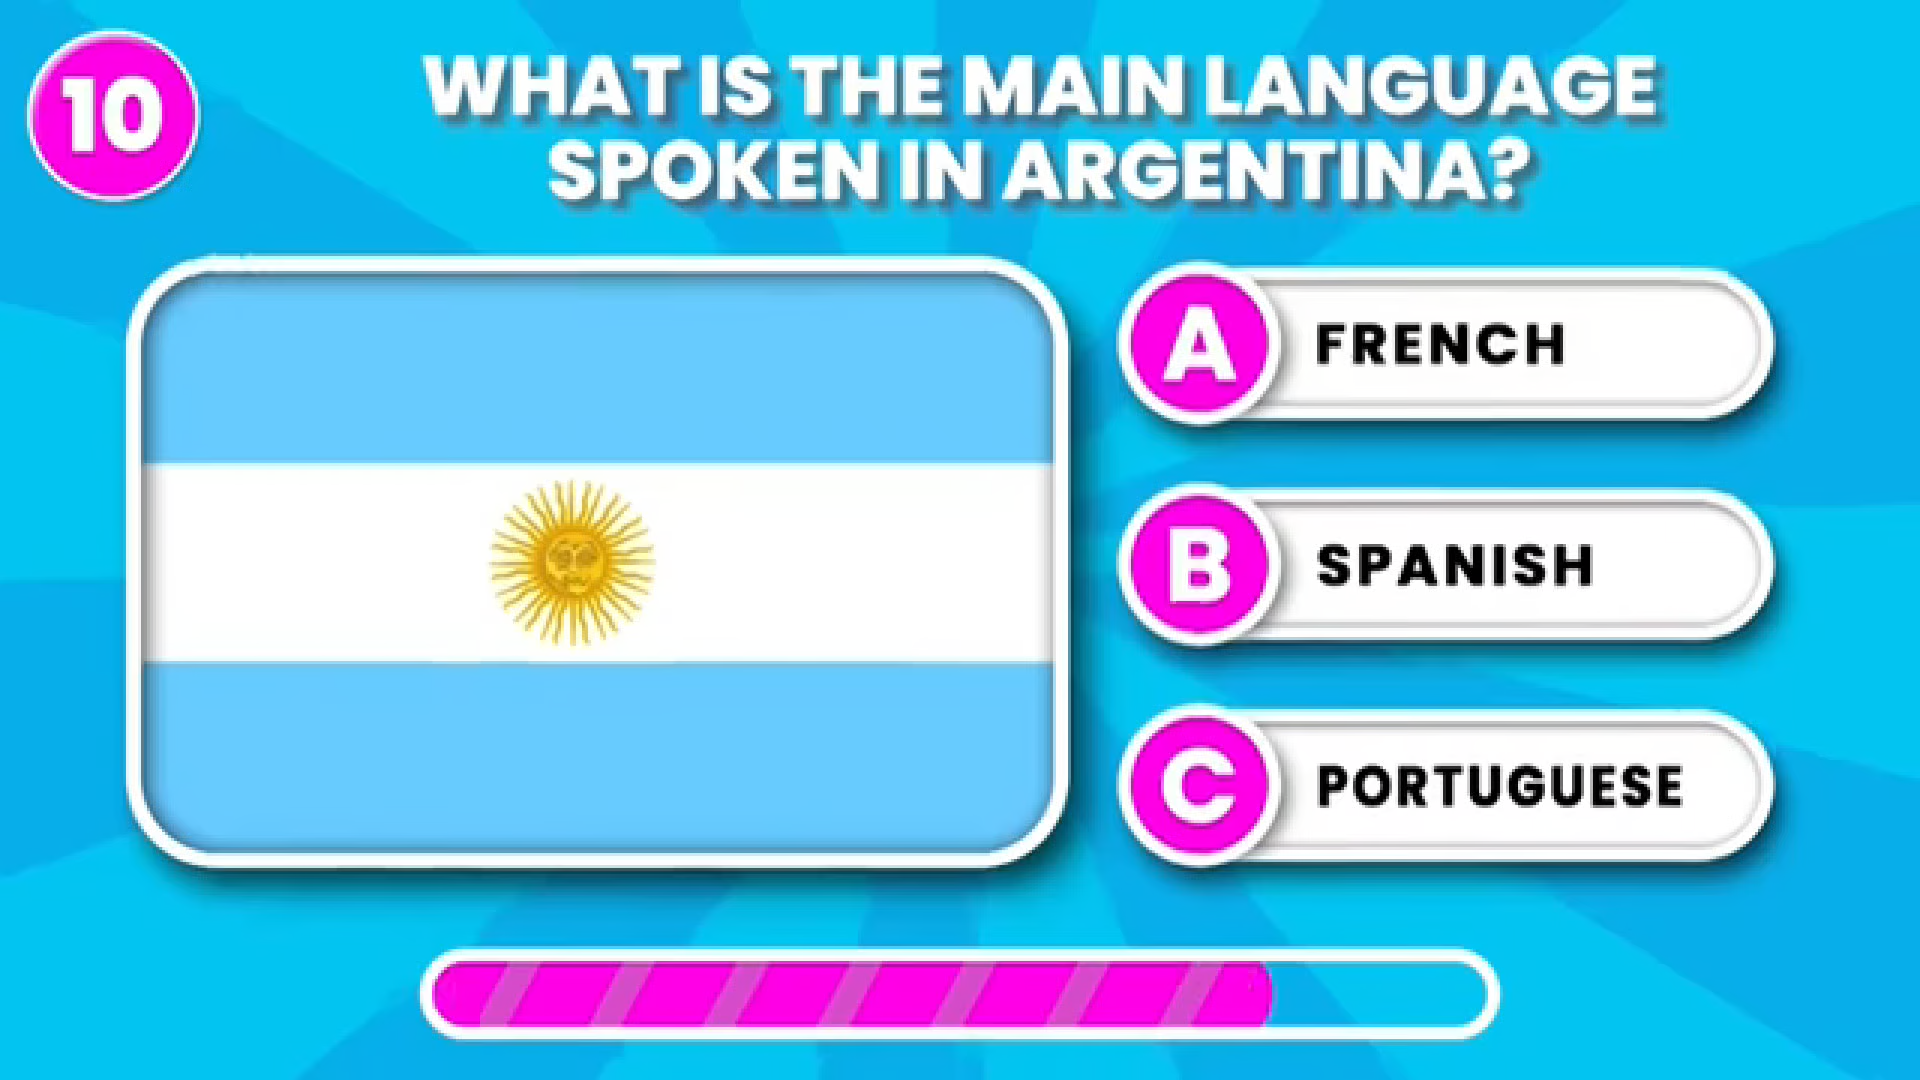 10
WHAT IS THE MAIN LANGUAGE
SPOKEN IN ARGENTINA?
A FRENCH
B SPANISH
C PORTUGUESE